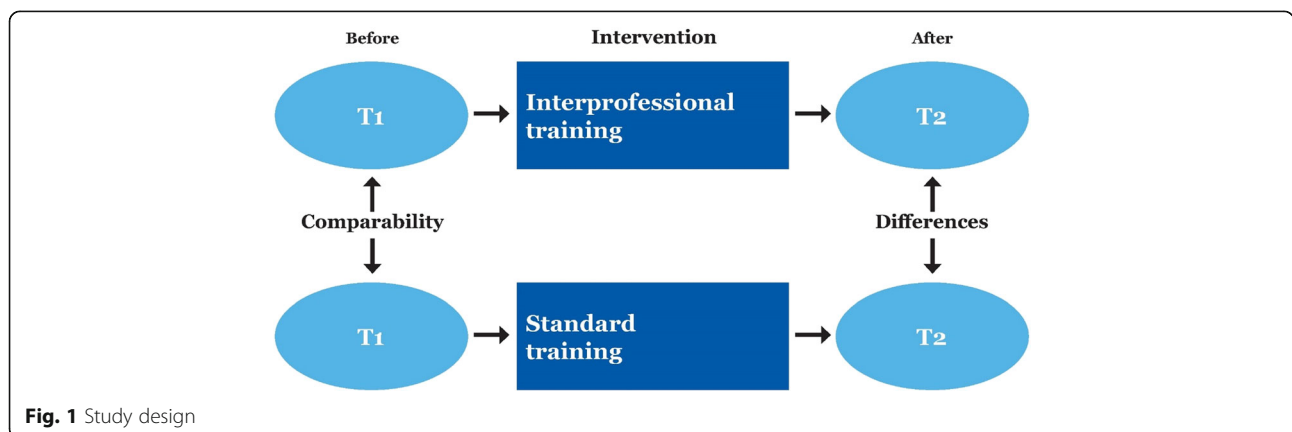 Before Intervention After
T1 Interprofessional training T2
Comparability Differences
T1 Standard training T2
Fig. 1 Study design